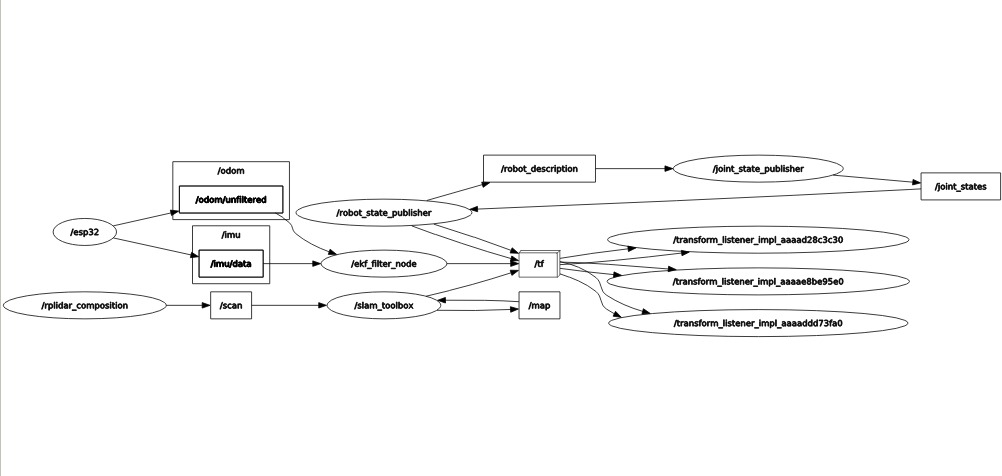 /odom
/odom/unfiltered
/robot_description
/joint_state_publisher
/joint_states
/esp32
/robot_state_publisher
/imu
/imu/data
/ekf_filter_node
/tf
/transform_listener_impl_aaaad28c3c30
/transform_listener_impl_aaaae8be95e0
/transform_listener_impl_aaaaddd73fa0
/rplidar_composition
/scan
/slam_toolbox
/map